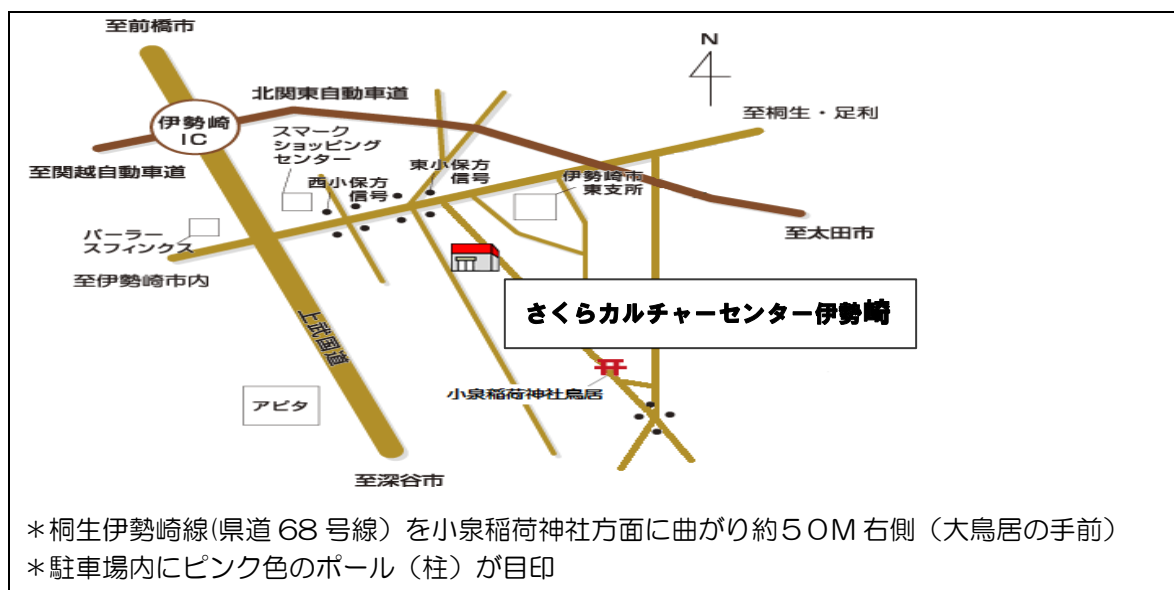 至前橋市
N
北関東自動車道
至桐生・足利
伊勢崎
IC
スマーク
ショッピング
センター
東小保方
信号
至関越自動車道
西小保方
信号
伊勢崎市
東支所
パーラー
スフィンクス
至太田市
至伊勢崎市内
さくらカルチャーセンター伊勢崎
上武国道
小泉稲荷神社鳥居
アピタ
至深谷市
＊桐生伊勢崎線(県道 68 号線）を小泉稲荷神社方面に曲がり約５０M 右側（大鳥居の手前）
＊駐車場内にピンク色のポール（柱）が目印